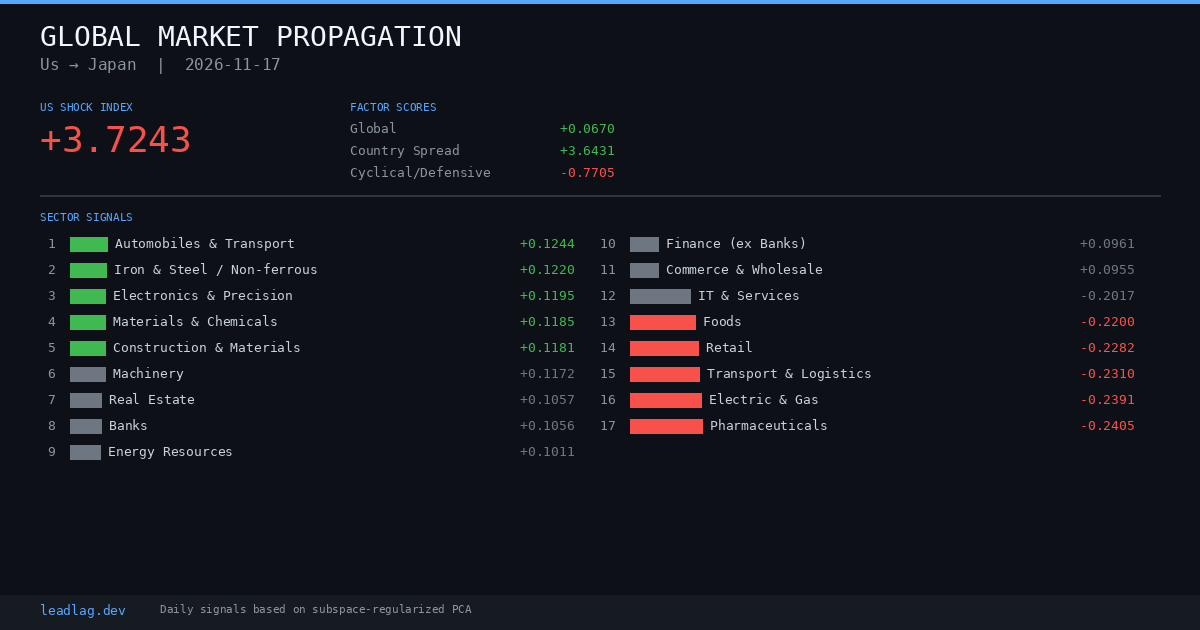 GLOBAL MARKET PROPAGATION
Us → Japan | 2026-11-17
US SHOCK INDEX
+3.7243
FACTOR SCORES
Global +0.0670
Country Spread +3.6431
Cyclical/Defensive -0.7705
SECTOR SIGNALS
1 Automobiles & Transport +0.1244
2 Iron & Steel / Non-ferrous +0.1220
3 Electronics & Precision +0.1195
4 Materials & Chemicals +0.1185
5 Construction & Materials +0.1181
6 Machinery +0.1172
7 Real Estate +0.1057
8 Banks +0.1056
9 Energy Resources +0.1011
10 Finance (ex Banks) +0.0961
11 Commerce & Wholesale +0.0955
12 IT & Services -0.2017
13 Foods -0.2200
14 Retail -0.2282
15 Transport & Logistics -0.2310
16 Electric & Gas -0.2391
17 Pharmaceuticals -0.2405
leadlag.dev Daily signals based on subspace-regularized PCA